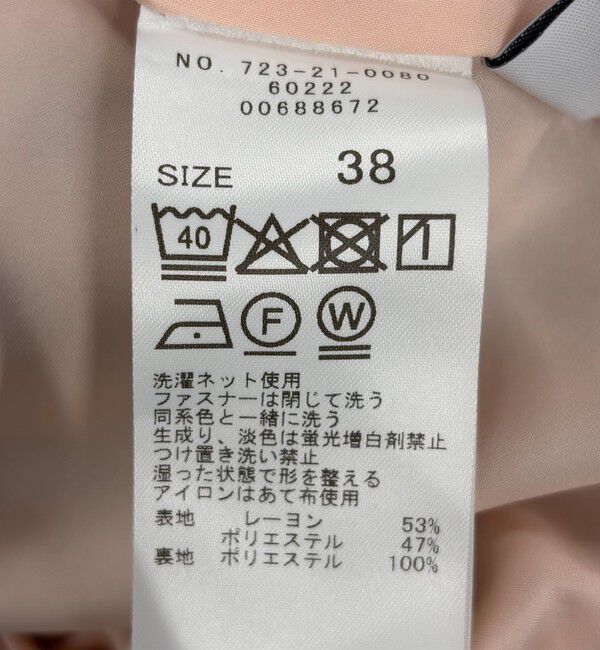 NO. 723-21-0080
60222
00688672
SIZE 38
40
F W
洗濯ネット使用
ファスナーは閉じて洗う
同系色と一緒に洗う
生成り、淡色は蛍光増白剤禁止
つけ置き洗い禁止
湿った状態で形を整える
アイロンはあて布使用
表地 レーヨン 53%
ポリエステル 47%
裏地 ポリエステル 100%